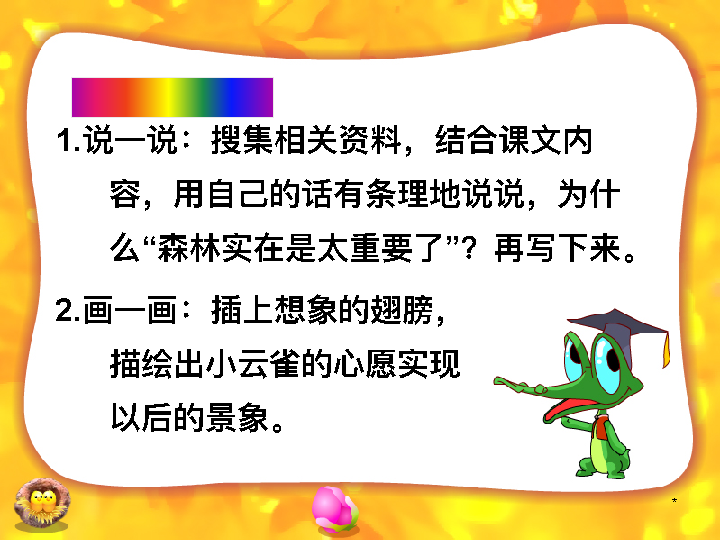 1.说一说：搜集相关资料，结合课文内
容，用自己的话有条理地说说，为什
么“森林实在是太重要了”？再写下来。
2.画一画：插上想象的翅膀，
描绘出小云雀的心愿实现
以后的景象。
*